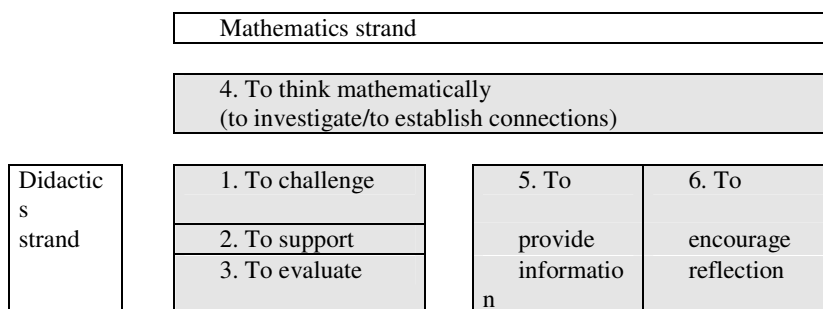 Mathematics strand
4. To think mathematically
(to investigate/to establish connections)
Didactic
s
strand
1. To challenge
2. To support
3. To evaluate
5. To
provide
informatio
n
6. To
encourage
reflection